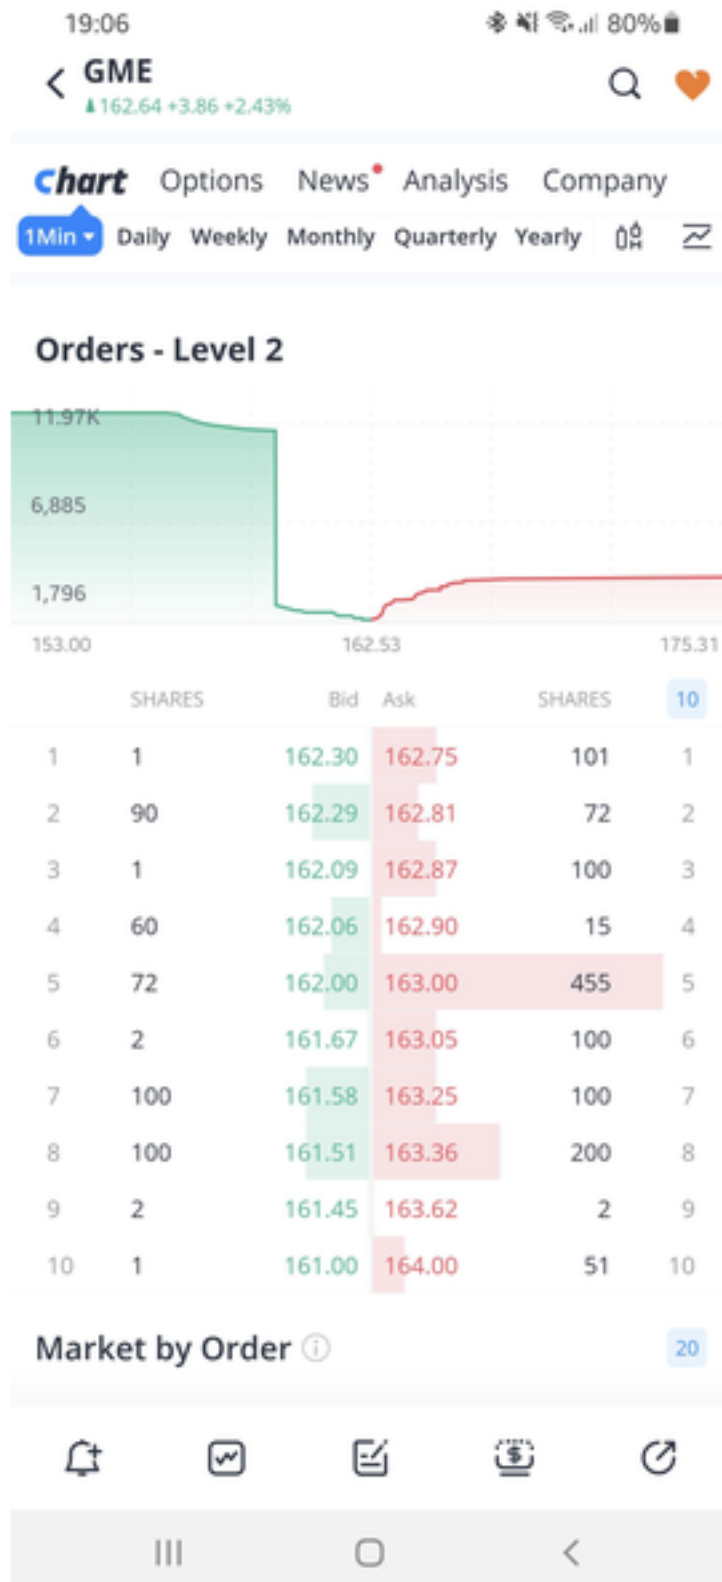 19:06 80%
GME
162.64 +3.86 +2.43%
Chart Options News Analysis Company
1Min Daily Weekly Monthly Quarterly Yearly
Orders - Level 2
11.97K
6,885
1,796
153.00 162.53 175.31
SHARES Bid Ask SHARES 10
1 1 162.30 162.75 101 1
2 90 162.29 162.81 72 2
3 1 162.09 162.87 100 3
4 60 162.06 162.90 15 4
5 72 162.00 163.00 455 5
6 2 161.67 163.05 100 6
7 100 161.58 163.25 100 7
8 100 161.51 163.36 200 8
9 2 161.45 163.62 2 9
10 1 161.00 164.00 51 10
Market by Order 20